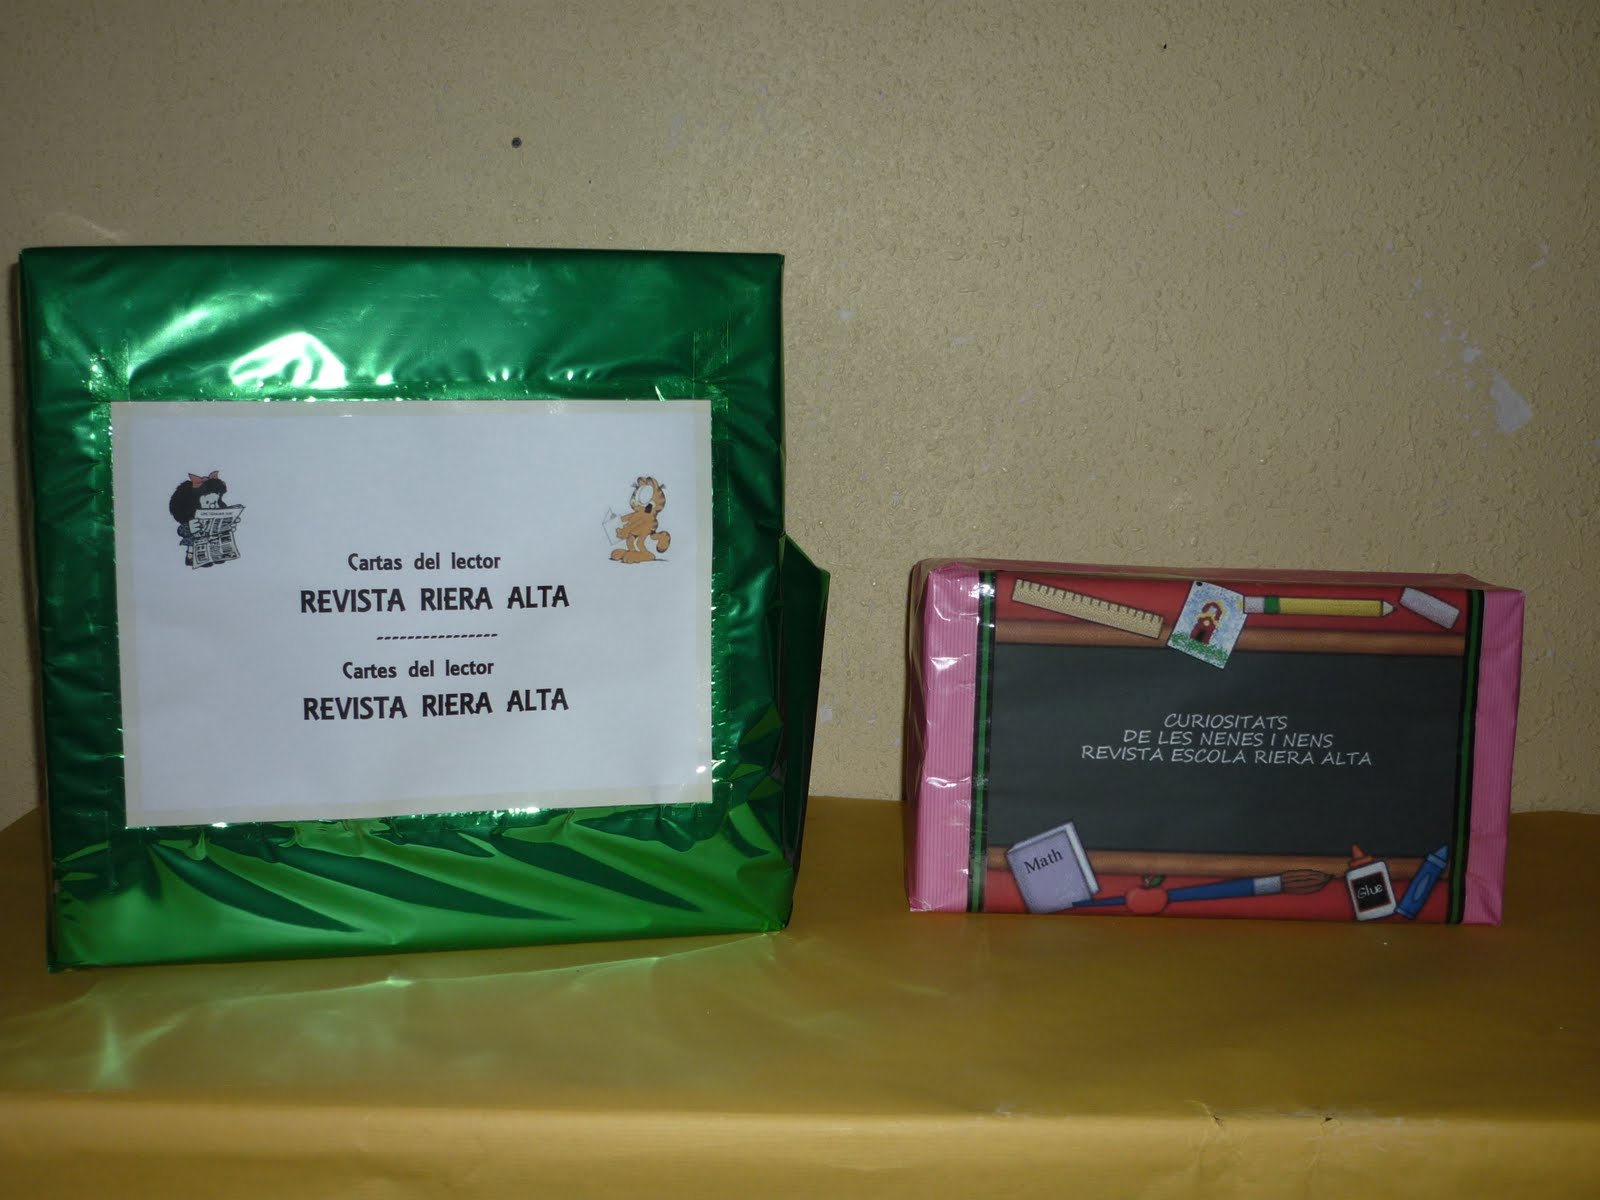 Cartas del lector
REVISTA RIERA ALTA
----------------
Cartes del lector
REVISTA RIERA ALTA
CURIOSITATS
DE LES NENES I NENS
REVISTA ESCOLA RIERA ALTA
Math
Glue